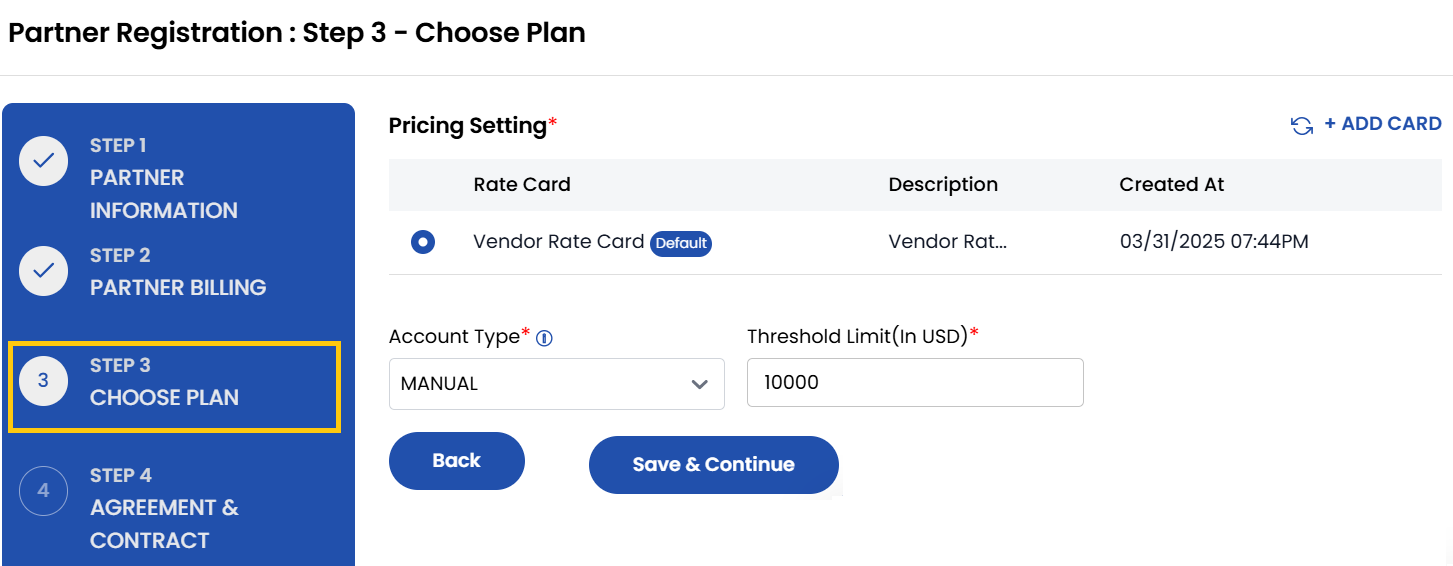 Partner Registration : Step 3 - Choose Plan
STEP 1
PARTNER
INFORMATION
STEP 2
PARTNER BILLING
3
STEP 3
CHOOSE PLAN
4
STEP 4
AGREEMENT &
CONTRACT
Pricing Setting*
+ ADD CARD
Rate Card Description Created At
Vendor Rate Card Default Vendor Rat... 03/31/2025 07:44PM
Account Type*
MANUAL
Threshold Limit(In USD)*
10000
Back
Save & Continue